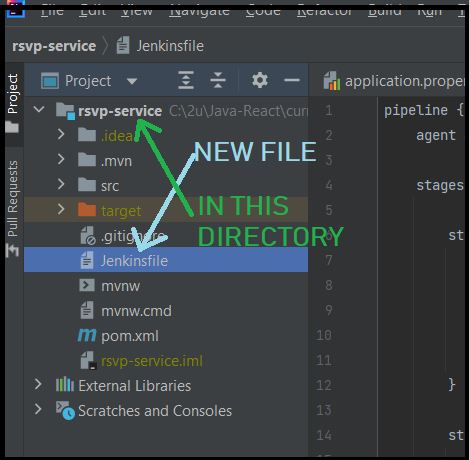 File Edit View Navigate Code Refactor Build Run T
rsvp-service Jenkinsfile
Project
Pull Requests
Project
application.prope
rsvp-service C:\2u\Java-React\curr
.idea
.mvn
src
target
.gitignore
Jenkinsfile
mvnw
mvnw.cmd
pom.xml
rsvp-service.iml
External Libraries
Scratches and Consoles
NEW FILE
IN THIS
DIRECTORY
1 pipeline {
2 agent
3
4 stages
5
6 st
7
8
9
10
11
12 }
13
14 st